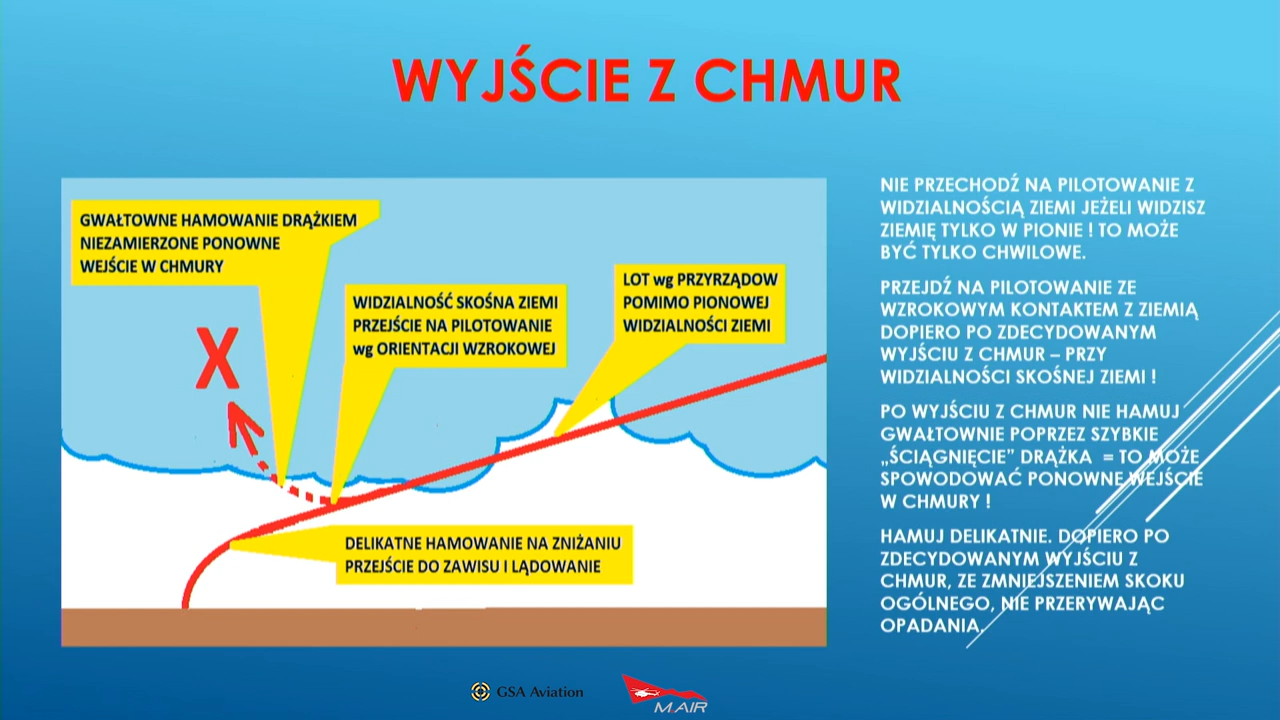 WYJŚCIE Z CHMUR
GWAŁTOWNE HAMOWANIE DRĄŻKIEM
NIEZAMIERZONE PONOWNE
WEJŚCIE W CHMURY
WIDZIALNOŚĆ SKOŚNA ZIEMI
PRZEJŚCIE NA PILOTOWANIE
wg ORIENTACJI WZROKOWEJ
LOT wg PRZYRZĄDOW
POMIMO PIONOWEJ
WIDZIALNOŚCI ZIEMI
X
DELIKATNE HAMOWANIE NA ZNIŻANIU
PRZEJŚCIE DO ZAWISU I LĄDOWANIE
NIE PRZECHODŹ NA PILOTOWANIE Z
WIDZIALNOŚCIĄ ZIEMI JEŻELI WIDZISZ
ZIEMIĘ TYLKO W PIONIE ! TO MOŻE
BYĆ TYLKO CHWILOWE.
PRZEJDŹ NA PILOTOWANIE ZE
WZROKOWYM KONTAKTEM Z ZIEMIĄ
DOPIERO PO ZDECYDOWANYM
WYJŚCIU Z CHMUR – PRZY
WIDZIALNOŚCI SKOŚNEJ ZIEMI !
PO WYJŚCIU Z CHMUR NIE HAMUJ
GWAŁTOWNIE POPRZEZ SZYBKIE
„ŚCIĄGNIĘCIE” DRĄŻKA = TO MOŻE
SPOWODOWAĆ PONOWNE WEJŚCIE
W CHMURY !
HAMUJ DELIKATNIE. DOPIERO PO
ZDECYDOWANYM WYJŚCIU Z
CHMUR, ZE ZMNIEJSZENIEM SKOKU
OGÓLNEGO, NIE PRZERYWAJĄC
OPADANIA.
GSA Aviation
M.AIR